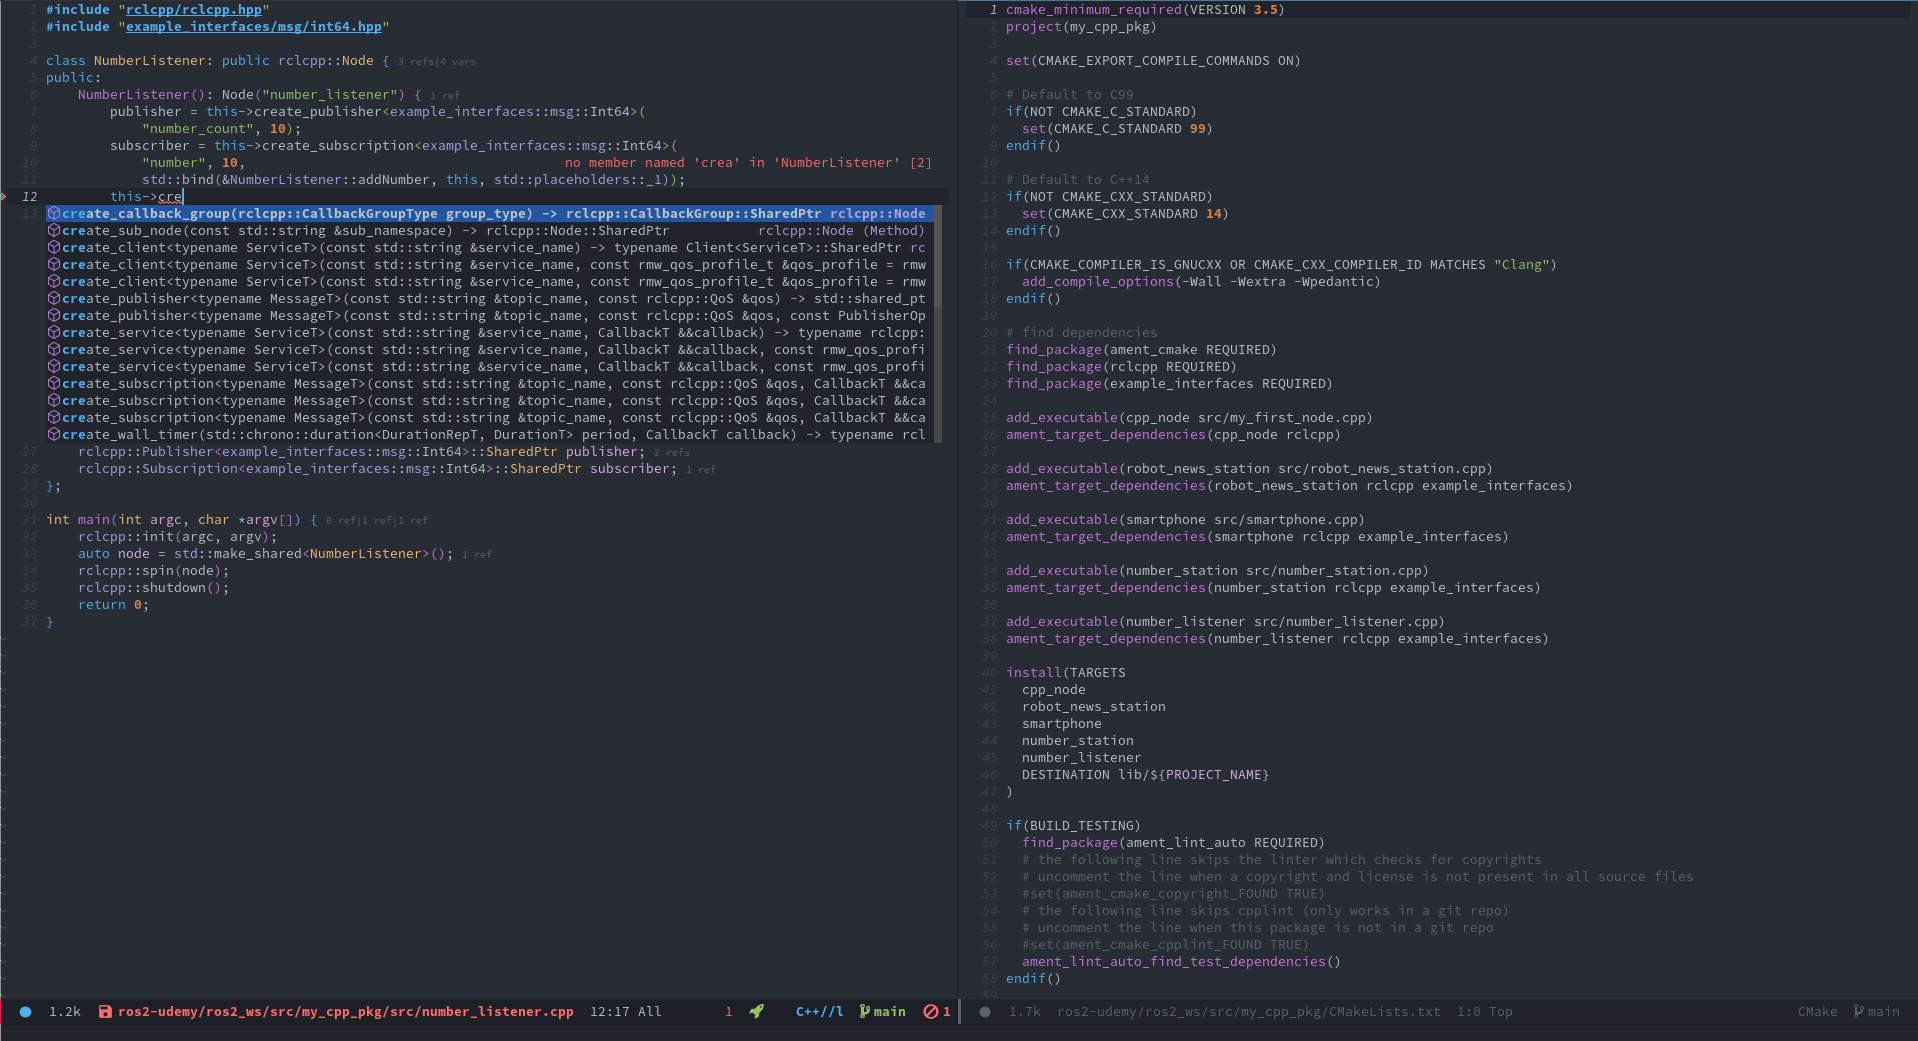 1 #include "rclcpp/rclcpp.hpp"
2 #include "example_interfaces/msg/int64.hpp"
3
4 class NumberListener: public rclcpp::Node { 3 refs|4 vars
5 public:
6 NumberListener(): Node("number_listener") { 1 ref
7 publisher = this->create_publisher<example_interfaces::msg::Int64>(
8 "number_count", 10);
9 subscriber = this->create_subscription<example_interfaces::msg::Int64>(
10 "number", 10, no member named 'crea' in 'NumberListener' [2]
11 std::bind(&NumberListener::addNumber, this, std::placeholders::_1));
12 this->cre
13 create_callback_group(rclcpp::CallbackGroupType group_type) -> rclcpp::CallbackGroup::SharedPtr rclcpp::Node
create_sub_node(const std::string &sub_namespace) -> rclcpp::Node::SharedPtr rclcpp::Node (Method)
create_client<typename ServiceT>(const std::string &service_name) -> typename Client<ServiceT>::SharedPtr rc
create_client<typename ServiceT>(const std::string &service_name, const rmw_qos_profile_t &qos_profile = rmw
create_client<typename ServiceT>(const std::string &service_name, const rmw_qos_profile_t &qos_profile = rmw
create_publisher<typename MessageT>(const std::string &topic_name, const rclcpp::QoS &qos) -> std::shared_pt
create_publisher<typename MessageT>(const std::string &topic_name, const rclcpp::QoS &qos, const PublisherOp
create_service<typename ServiceT>(const std::string &service_name, CallbackT &&callback) -> typename rclcpp:
create_service<typename ServiceT>(const std::string &service_name, CallbackT &&callback, const rmw_qos_profi
create_service<typename ServiceT>(const std::string &service_name, CallbackT &&callback, const rmw_qos_profi
create_subscription<typename MessageT>(const std::string &topic_name, const rclcpp::QoS &qos, CallbackT &&ca
create_subscription<typename MessageT>(const std::string &topic_name, const rclcpp::QoS &qos, CallbackT &&ca
create_subscription<typename MessageT>(const std::string &topic_name, const rclcpp::QoS &qos, CallbackT &&ca
create_wall_timer(std::chrono::duration<DurationRepT, DurationT> period, CallbackT callback) -> typename rcl
27 rclcpp::Publisher<example_interfaces::msg::Int64>::SharedPtr publisher; 2 refs
28 rclcpp::Subscription<example_interfaces::msg::Int64>::SharedPtr subscriber; 1 ref
29 };
30
31 int main(int argc, char *argv[]) { 0 ref|1 ref|1 ref
32 rclcpp::init(argc, argv);
33 auto node = std::make_shared<NumberListener>(); 1 ref
34 rclcpp::spin(node);
35 rclcpp::shutdown();
36 return 0;
37 }
1.2k ros2-udemy/ros2_ws/src/my_cpp_pkg/src/number_listener.cpp 12:17 All 1 C++//l main 1
1 cmake_minimum_required(VERSION 3.5)
2 project(my_cpp_pkg)
3
4 set(CMAKE_EXPORT_COMPILE_COMMANDS ON)
5
6 # Default to C99
7 if(NOT CMAKE_C_STANDARD)
8 set(CMAKE_C_STANDARD 99)
9 endif()
10
11 # Default to C++14
12 if(NOT CMAKE_CXX_STANDARD)
13 set(CMAKE_CXX_STANDARD 14)
14 endif()
15
16 if(CMAKE_COMPILER_IS_GNUCXX OR CMAKE_CXX_COMPILER_ID MATCHES "Clang")
17 add_compile_options(-Wall -Wextra -Wpedantic)
18 endif()
19
20 # find dependencies
21 find_package(ament_cmake REQUIRED)
22 find_package(rclcpp REQUIRED)
23 find_package(example_interfaces REQUIRED)
24
25 add_executable(cpp_node src/my_first_node.cpp)
26 ament_target_dependencies(cpp_node rclcpp)
27
28 add_executable(robot_news_station src/robot_news_station.cpp)
29 ament_target_dependencies(robot_news_station rclcpp example_interfaces)
30
31 add_executable(smartphone src/smartphone.cpp)
32 ament_target_dependencies(smartphone rclcpp example_interfaces)
33
34 add_executable(number_station src/number_station.cpp)
35 ament_target_dependencies(number_station rclcpp example_interfaces)
36
37 add_executable(number_listener src/number_listener.cpp)
38 ament_target_dependencies(number_listener rclcpp example_interfaces)
39
40 install(TARGETS
41 cpp_node
42 robot_news_station
43 smartphone
44 number_station
45 number_listener
46 DESTINATION lib/${PROJECT_NAME}
47 )
48
49 if(BUILD_TESTING)
50 find_package(ament_lint_auto REQUIRED)
51 # the following line skips the linter which checks for copyrights
52 # uncomment the line when a copyright and license is not present in all source files
53 #set(ament_cmake_copyright_FOUND TRUE)
54 # the following line skips cpplint (only works in a git repo)
55 # uncomment the line when this package is not in a git repo
56 #set(ament_cmake_cpplint_FOUND TRUE)
57 ament_lint_auto_find_test_dependencies()
58 endif()
59
1.7k ros2-udemy/ros2_ws/src/my_cpp_pkg/CMakeLists.txt 1:0 Top CMake main